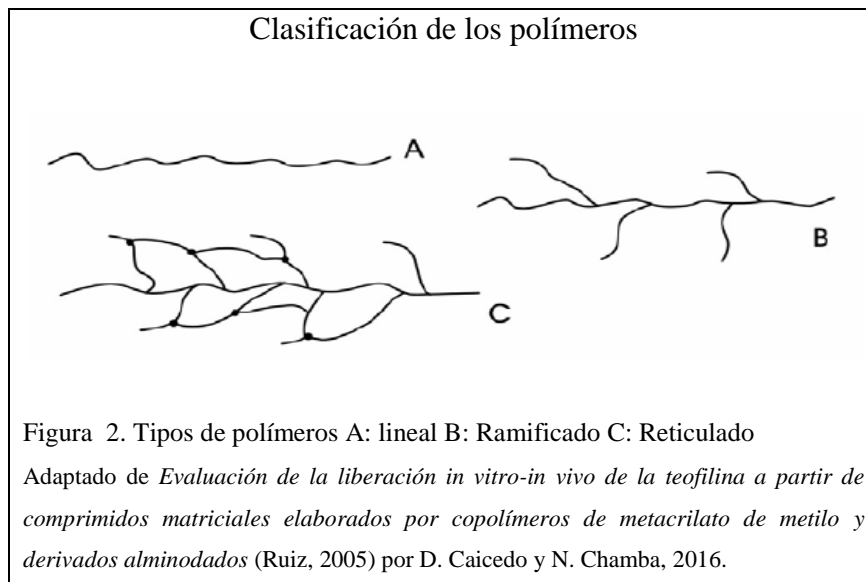 Clasificación de los polímeros
A
B
C
Figura 2. Tipos de polímeros A: lineal B: Ramificado C: Reticulado
Adaptado de Evaluación de la liberación in vitro-in vivo de la teofilina a partir de
comprimidos matriciales elaborados por copolímeros de metacrilato de metilo y
derivados alminodados (Ruiz, 2005) por D. Caicedo y N. Chamba, 2016.